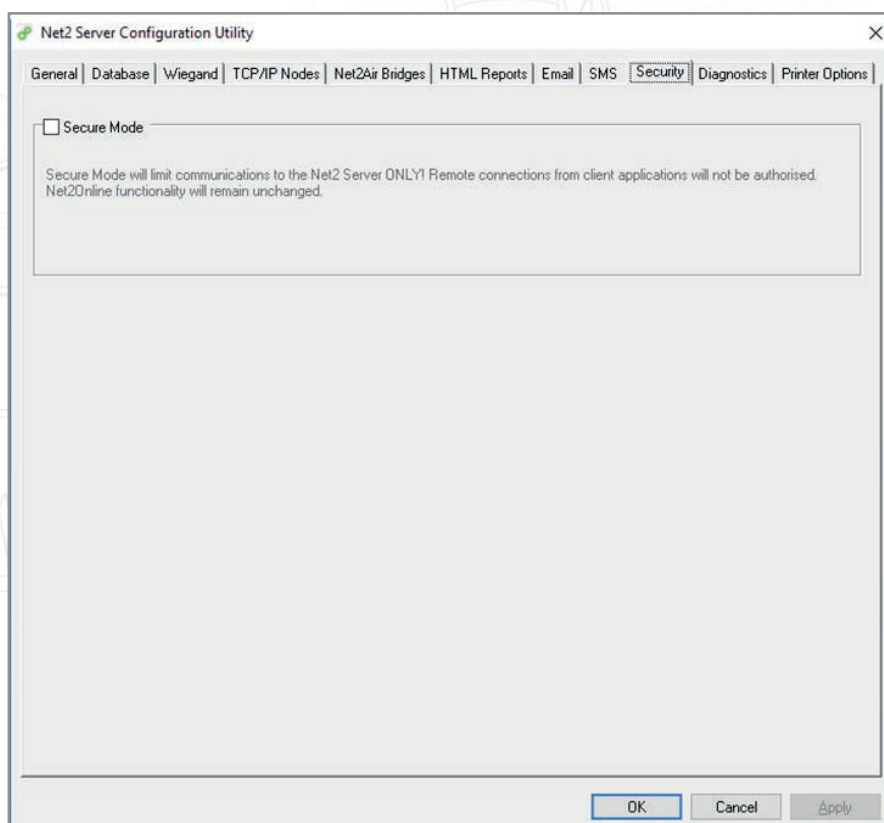 Net2 Server Configuration Utility
General Database Wiegand TCP/IP Nodes Net2Air Bridges HTML Reports Email SMS Security Diagnostics Printer Options
Secure Mode
Secure Mode will limit communications to the Net2 Server ONLY! Remote connections from client applications will not be authorised.
Net2Online functionality will remain unchanged.
OK Cancel Apply